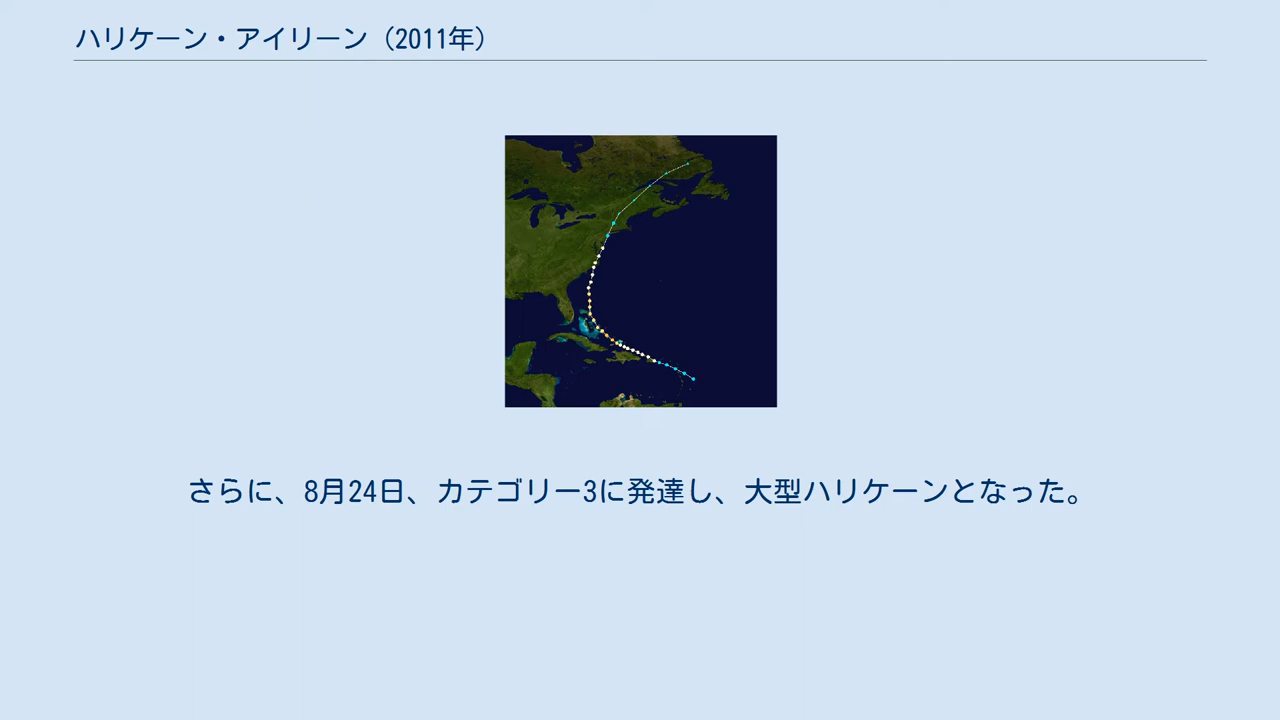 ハリケーン・アイリーン（2011年）
さらに、8月24日、カテゴリー3に発達し、大型ハリケーンとなった。